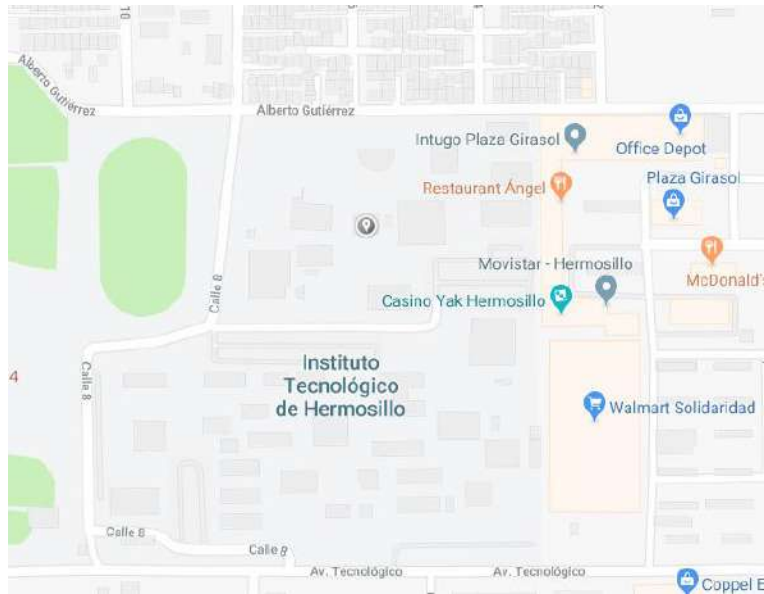 10
Alberto Gutiérrez
Alberto Gutiérrez
Intugo Plaza Girasol
Office Depot
Restaurant Ángel
Plaza Girasol
Calle 8
Movistar - Hermosillo
McDonald's
Casino Yak Hermosillo
4
Calle 8
Instituto
Tecnológico
de Hermosillo
Walmart Solidaridad
Calle 8
Calle 8
Av. Tecnológico
Av. Tecnológico
Coppel E